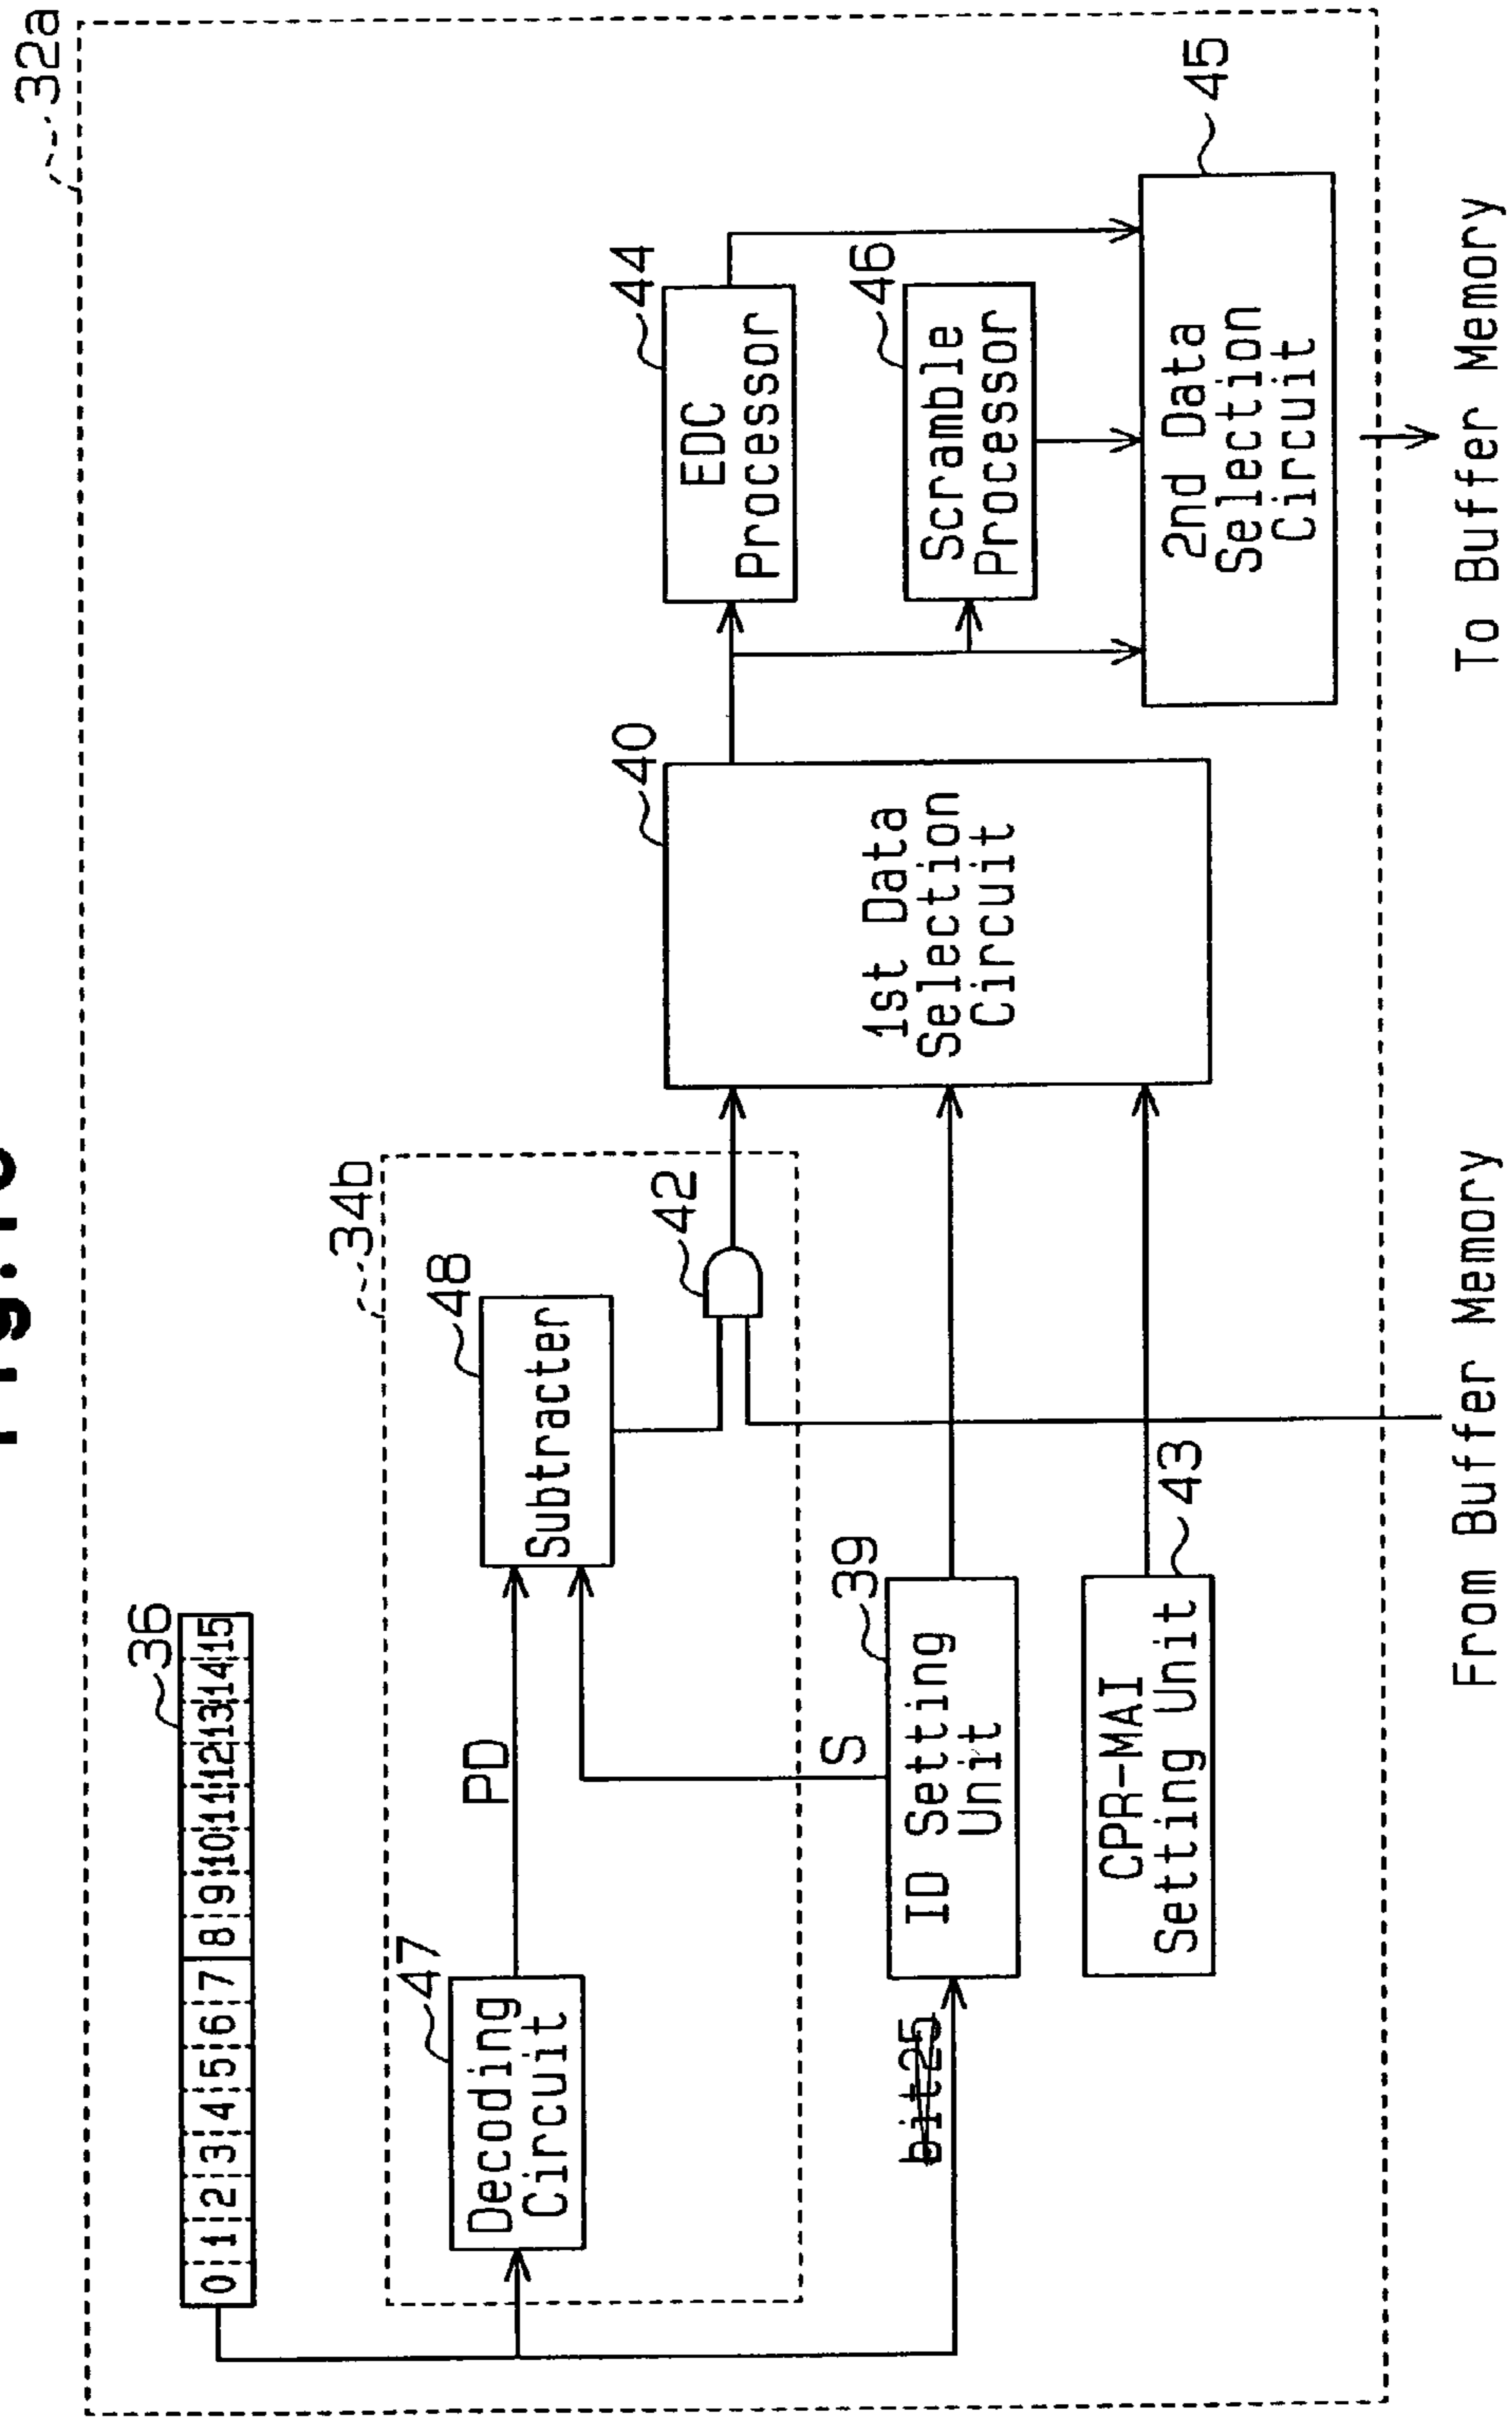 32a
36
0 1 2 3 4 5 6 7 8 9 10 11 12 13 14 15
34b
47
Decoding
Circuit
PD
48
Subtracter
42
40
1st Data
Selection
Circuit
44
EDC
Processor
46
Scramble
Processor
45
2nd Data
Selection
Circuit
bit25
S
39
ID Setting
Unit
43
CPR-MAI
Setting Unit
From Buffer Memory
To Buffer Memory